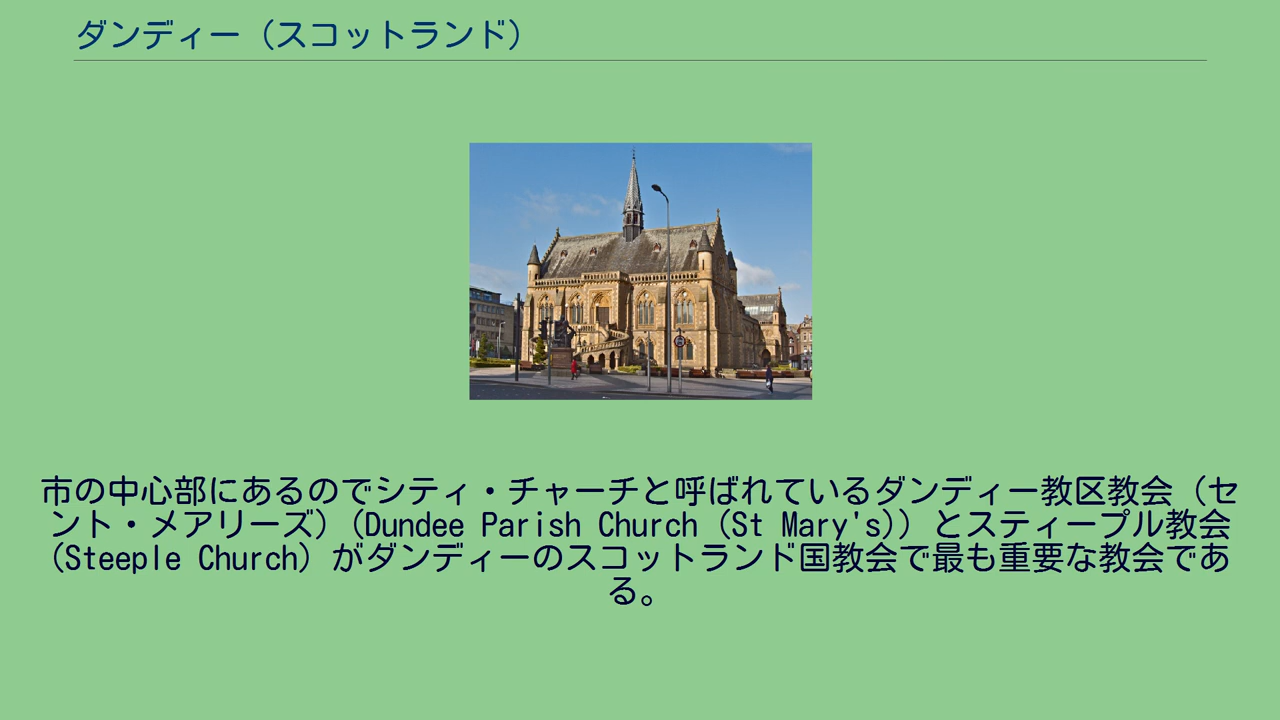 ダンディー（スコットランド）
市の中心部にあるのでシティ・チャーチと呼ばれているダンディー教区教会（セ
ント・メアリーズ）(Dundee Parish Church (St Mary's)) とスティープル教会
(Steeple Church) がダンディーのスコットランド国教会で最も重要な教会であ
る。